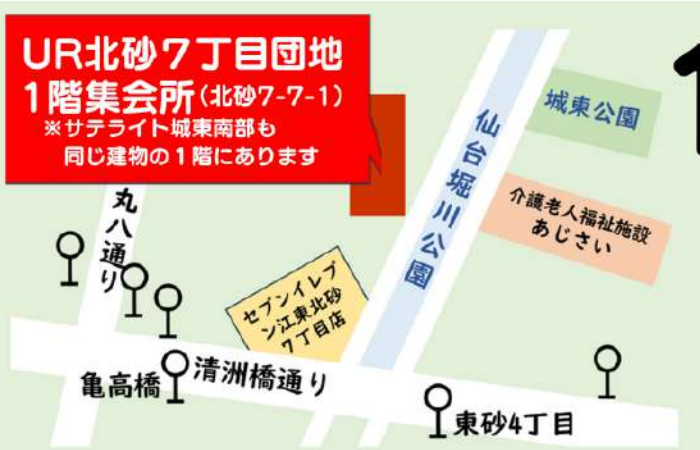 UR北砂7丁目団地
1階集会所(北砂7-7-1)
※サテライト城東南部も
同じ建物の1階にあります
丸八通り
仙台堀川公園
城東公園
介護老人福祉施設
あじさい
セブンイレブ
ン江東北砂
7丁目店
亀高橋
清洲橋通り
東砂4丁目